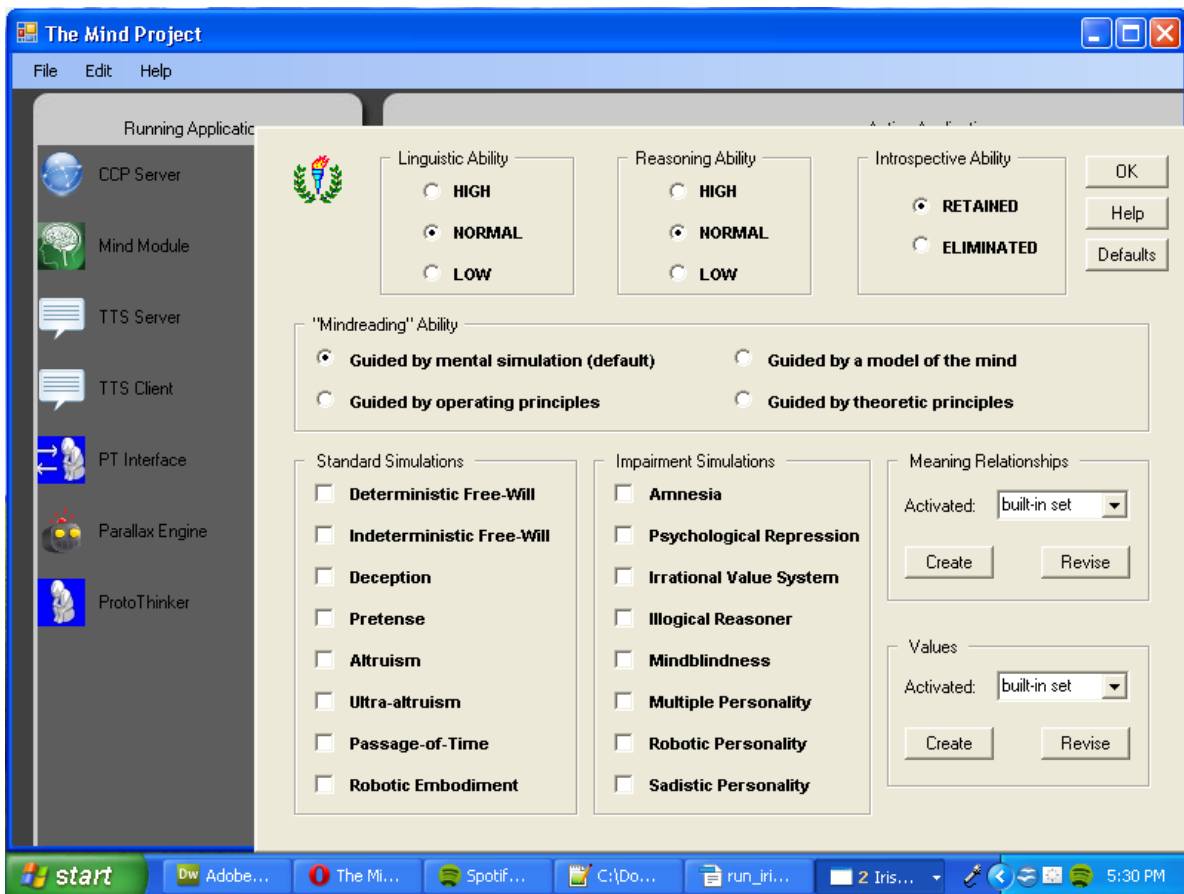 The Mind Project
File Edit Help
Running Applicatio
CCP Server
Mind Module
TTS Server
TTS Client
PT Interface
Parallax Engine
ProtoThinker
Linguistic Ability
HIGH
NORMAL
LOW
Reasoning Ability
HIGH
NORMAL
LOW
Introspective Ability
RETAINED
ELIMINATED
OK
Help
Defaults
"Mindreading" Ability
Guided by mental simulation (default)
Guided by a model of the mind
Guided by operating principles
Guided by theoretic principles
Standard Simulations
Deterministic Free-Will
Indeterministic Free-Will
Deception
Pretense
Altruism
Ultra-altruism
Passage-of-Time
Robotic Embodiment
Impairment Simulations
Amnesia
Psychological Repression
Irrational Value System
Illogical Reasoner
Mindblindness
Multiple Personality
Robotic Personality
Sadistic Personality
Meaning Relationships
Activated: built-in set
Create Revise
Values
Activated: built-in set
Create Revise
start Dw Adobe... The Mi... Spotif... C:\Do... run_iri... 2 Iris... 5:30 PM